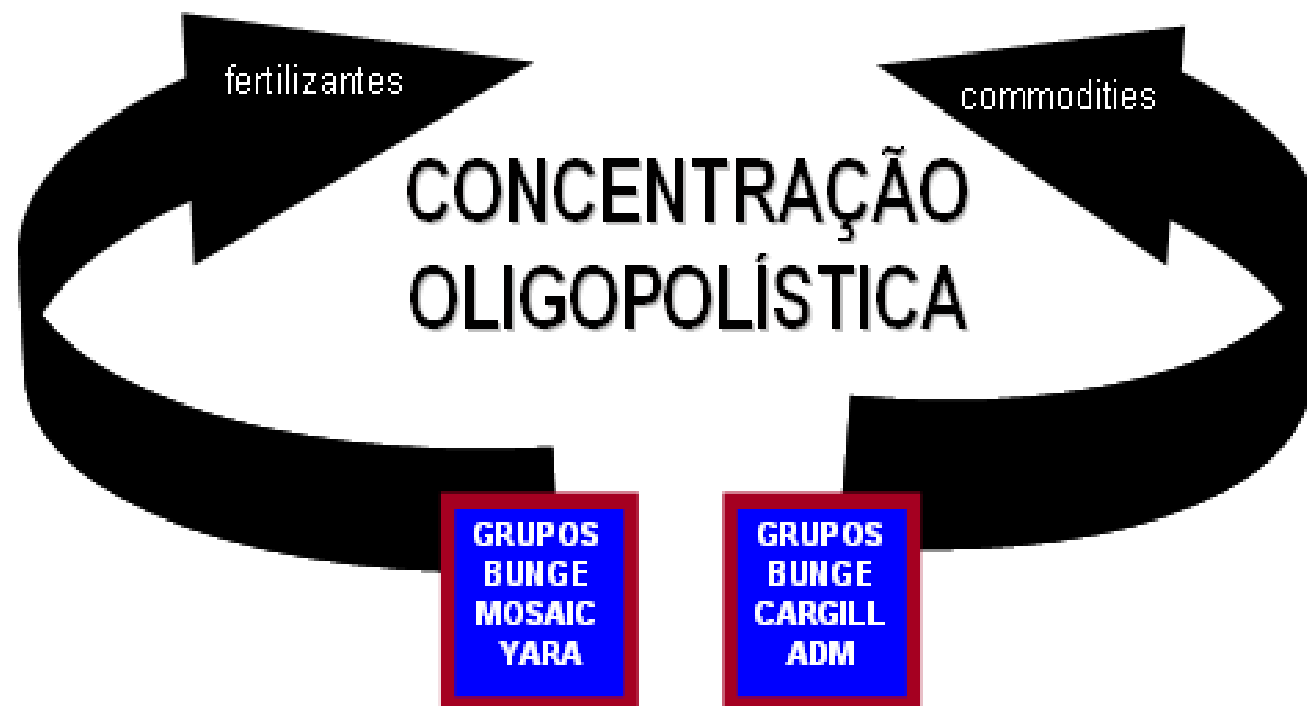 fertilizantes
commodities
CONCENTRAÇÃO
OLIGOPOLÍSTICA
GRUPOS
BUNGE
MOSAIC
YARA
GRUPOS
BUNGE
CARGILL
ADM